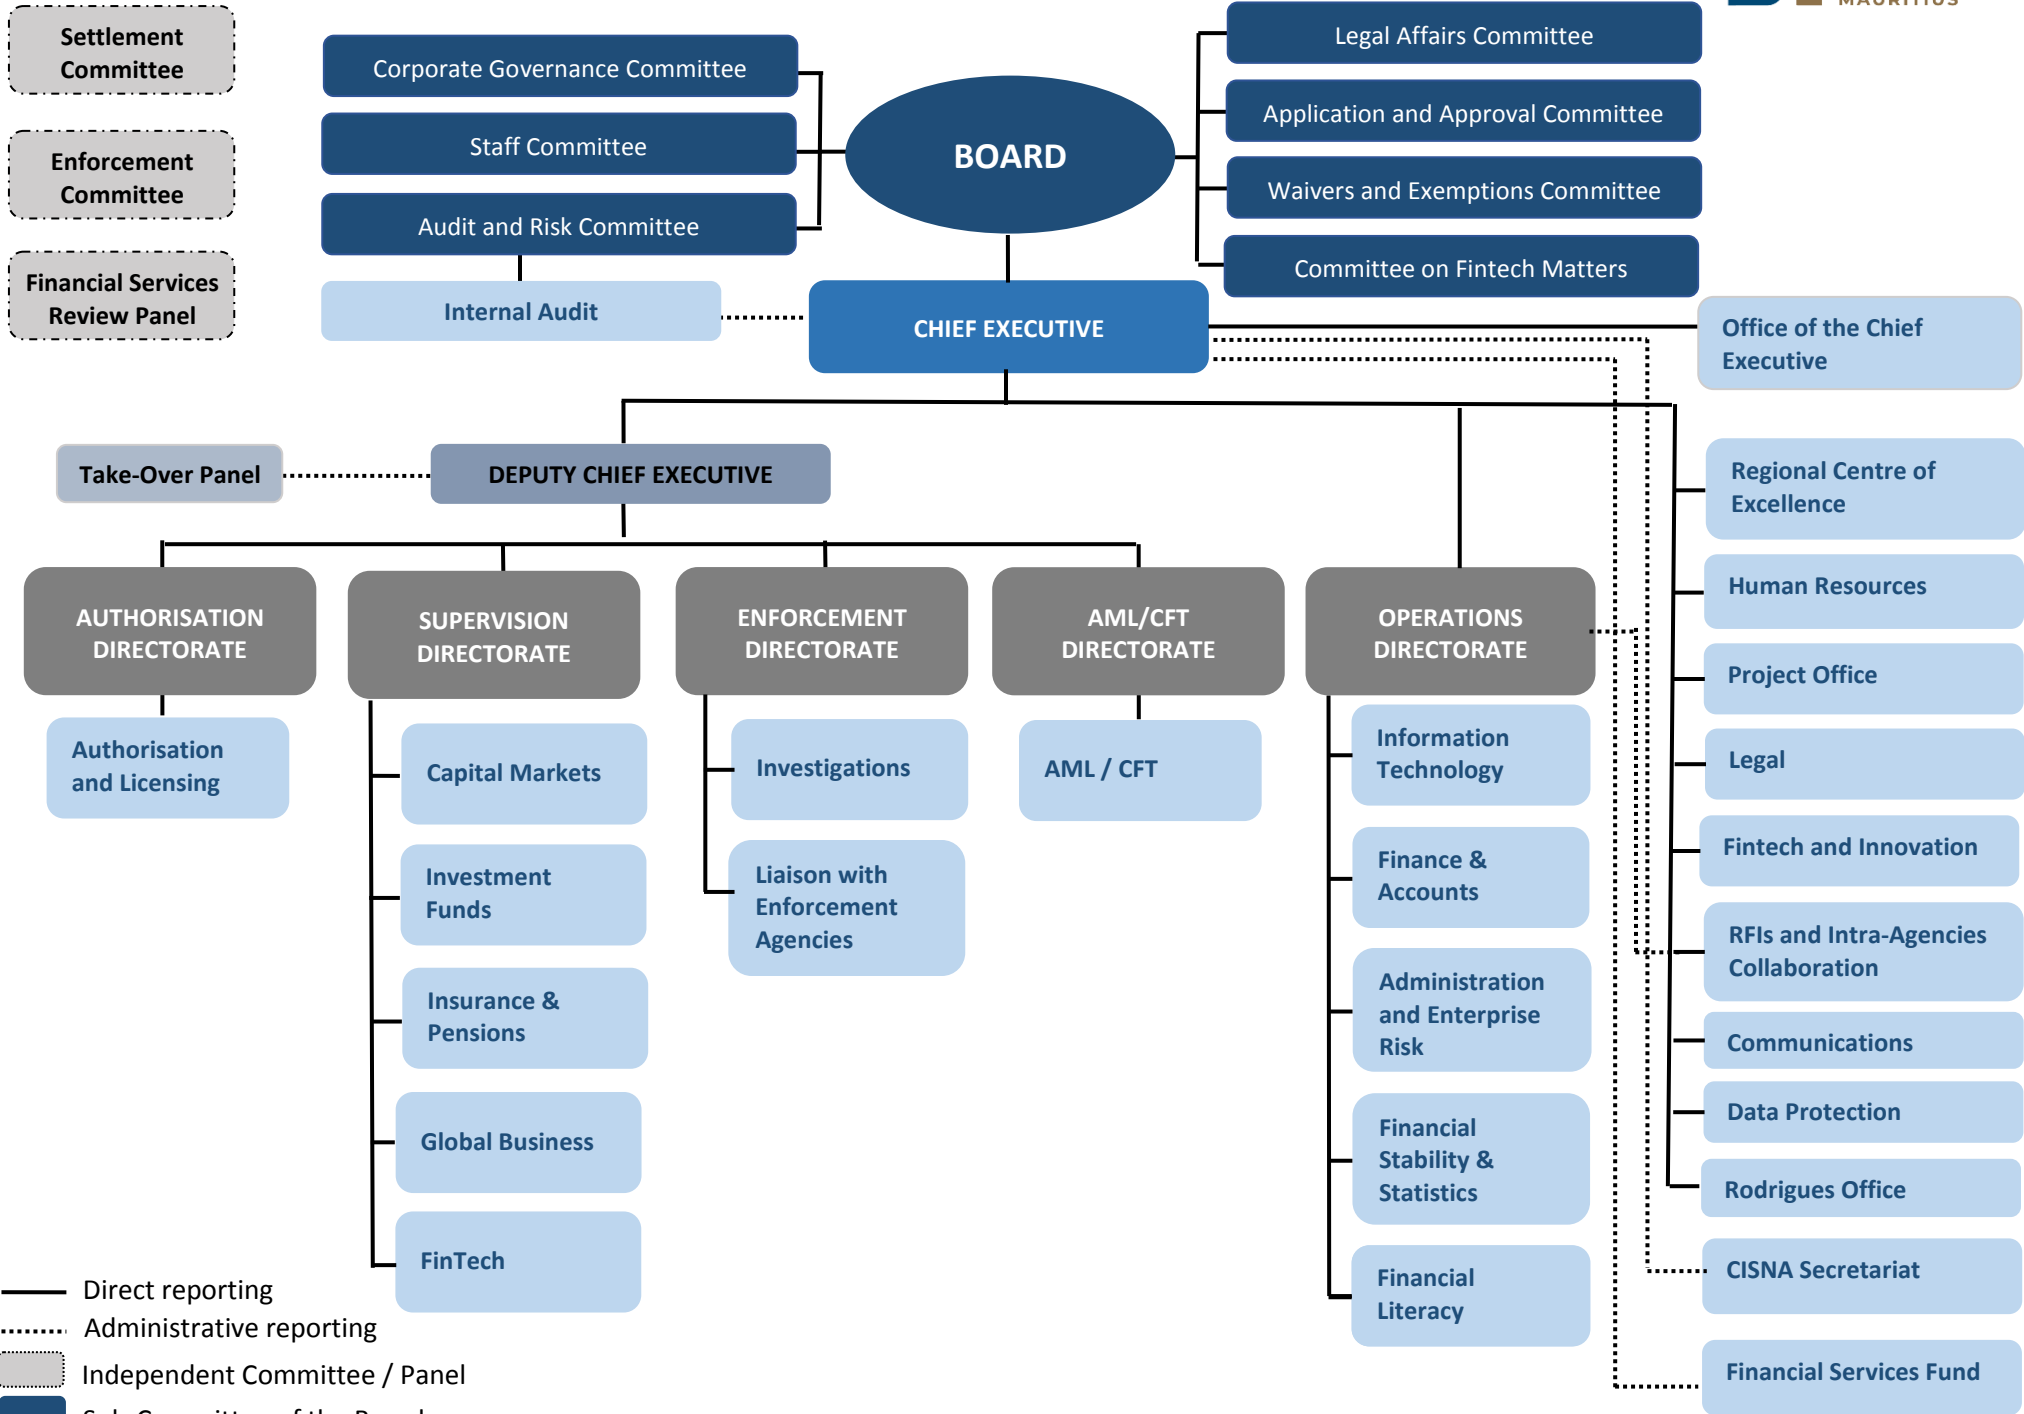 MAURITIUS
Settlement
Committee
Enforcement
Committee
Financial Services
Review Panel
Corporate Governance Committee
Staff Committee
Audit and Risk Committee
Internal Audit
BOARD
Legal Affairs Committee
Application and Approval Committee
Waivers and Exemptions Committee
Committee on Fintech Matters
CHIEF EXECUTIVE
Office of the Chief
Executive
Take-Over Panel
DEPUTY CHIEF EXECUTIVE
AUTHORISATION
DIRECTORATE
Authorisation
and Licensing
SUPERVISION
DIRECTORATE
Capital Markets
Investment
Funds
Insurance &
Pensions
Global Business
FinTech
ENFORCEMENT
DIRECTORATE
Investigations
Liaison with
Enforcement
Agencies
AML/CFT
DIRECTORATE
AML / CFT
OPERATIONS
DIRECTORATE
Information
Technology
Finance &
Accounts
Administration
and Enterprise
Risk
Financial
Stability &
Statistics
Financial
Literacy
Regional Centre of
Excellence
Human Resources
Project Office
Legal
Fintech and Innovation
RFIs and Intra-Agencies
Collaboration
Communications
Data Protection
Rodrigues Office
CISNA Secretariat
Financial Services Fund
Direct reporting
Administrative reporting
Independent Committee / Panel